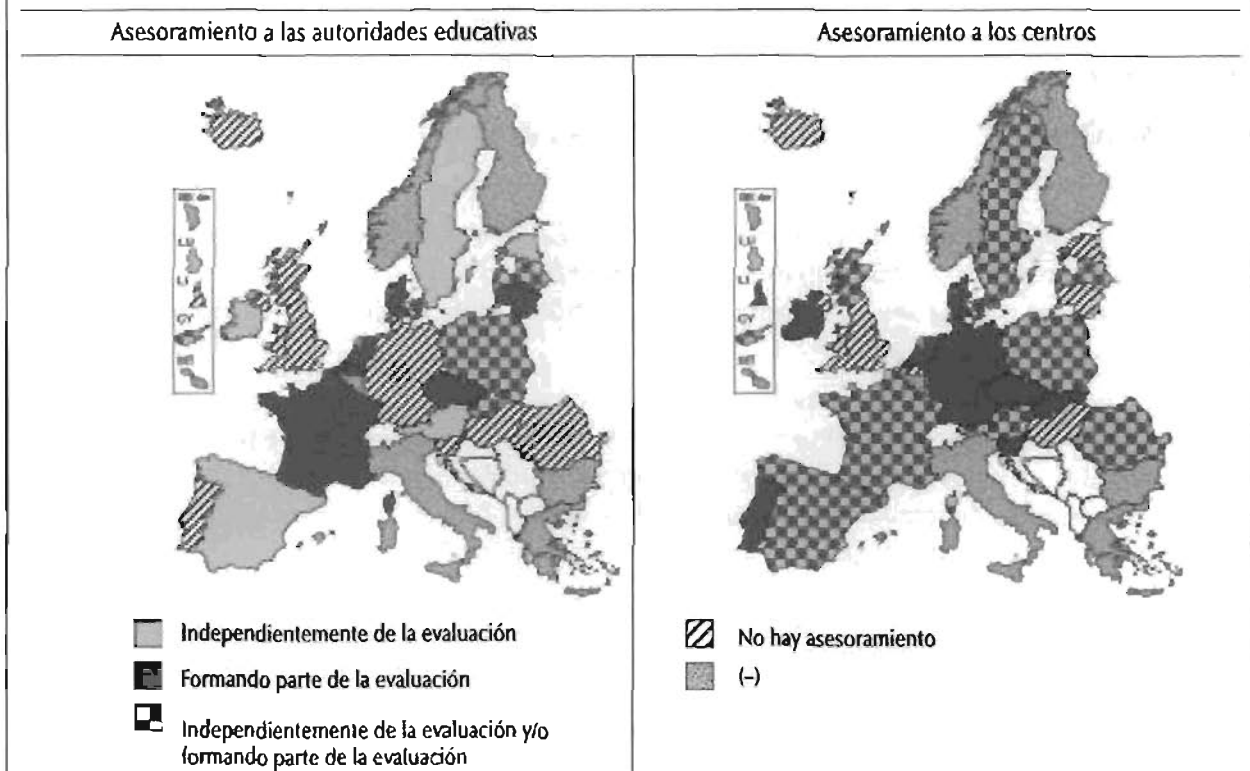 Asesoramiento a las autoridades educativas
Asesoramiento a los centros
Independientemente de la evaluación
Formando parte de la evaluación
Independientemente de la evaluación y/o
formando parte de la evaluación
No hay asesoramiento
(–)